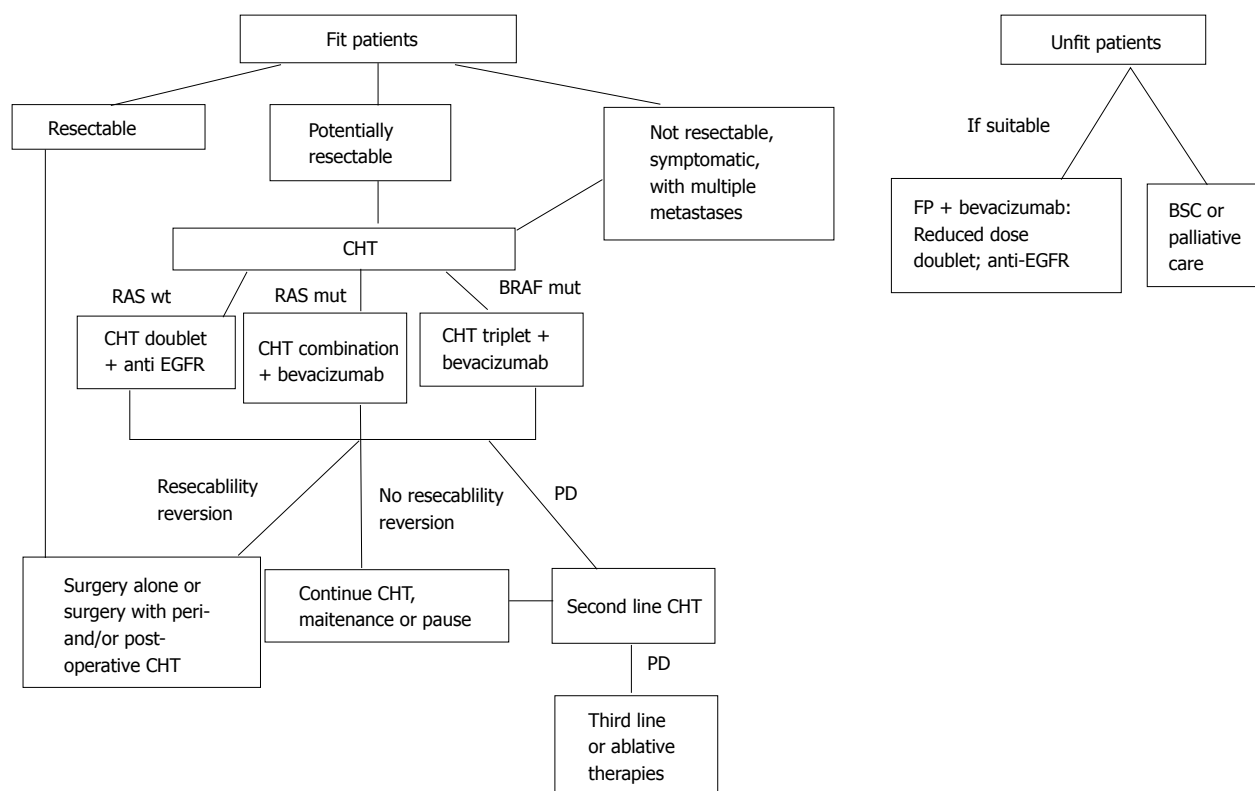 Fit patients
Unfit patients
Resectable
Potentially
resectable
Not resectable,
symptomatic,
with multiple
metastases
If suitable
FP + bevacizumab:
Reduced dose
doublet; anti-EGFR
BSC or
palliative
care
CHT
RAS wt
RAS mut
BRAF mut
CHT doublet
+ anti EGFR
CHT combination
+ bevacizumab
CHT triplet +
bevacizumab
Resecablility
reversion
No resecablility
reversion
PD
Surgery alone or
surgery with peri-
and/or post-
operative CHT
Continue CHT,
maitenance or pause
Second line CHT
PD
Third line
or ablative
therapies